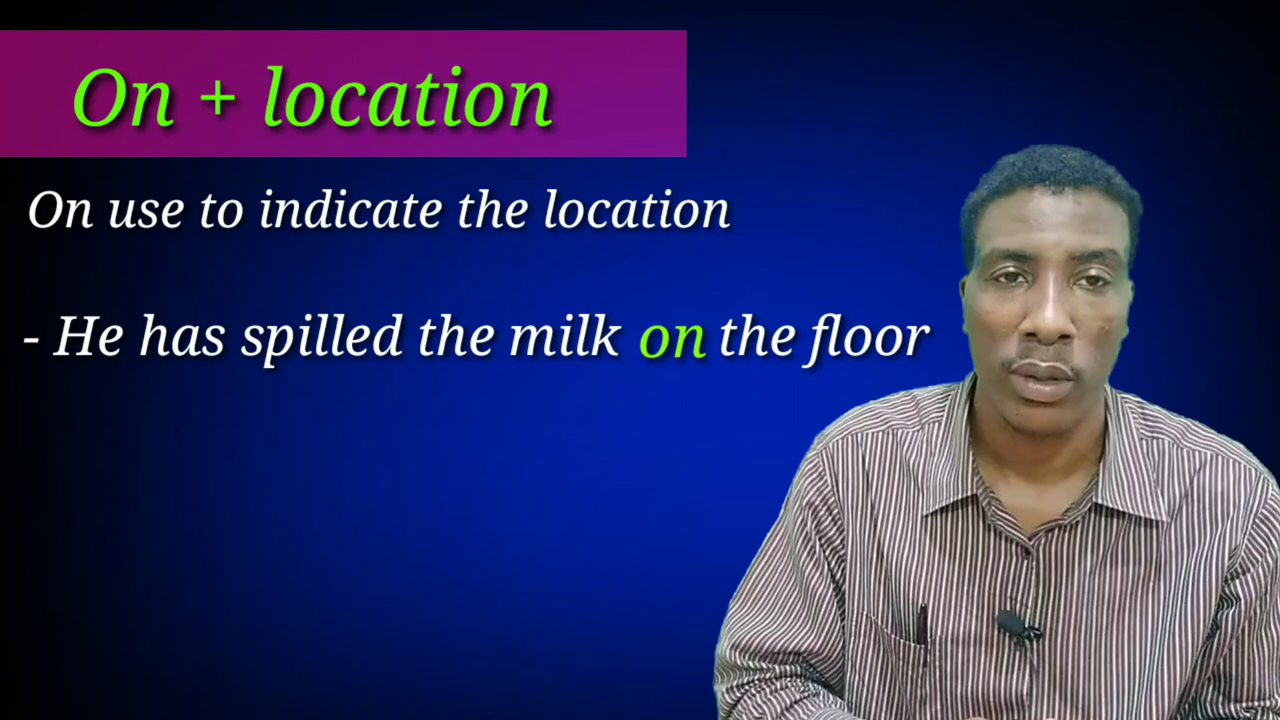 On + location
On use to indicate the location
- He has spilled the milk on the floor